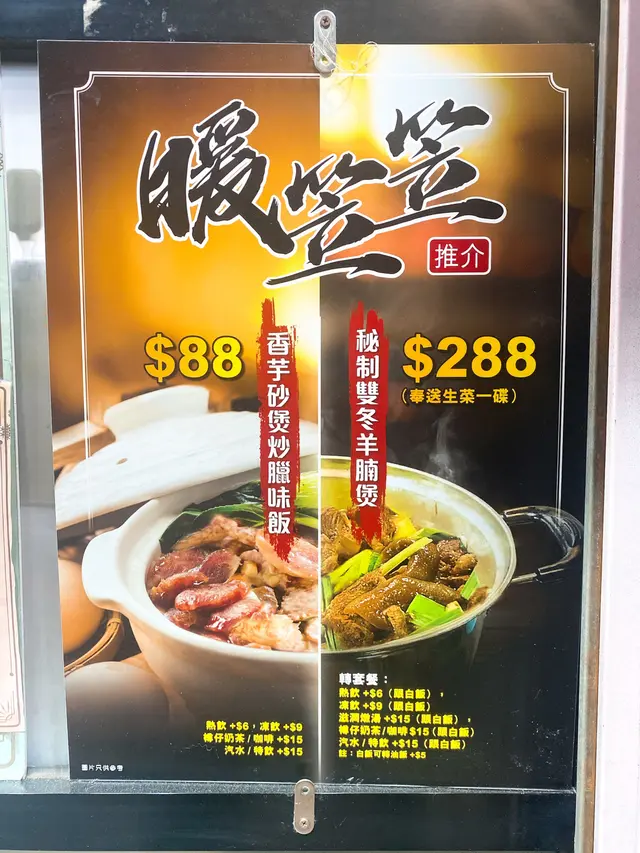 暖笠笠
推介
$88
香芋砂煲炒臘味飯
秘制雙冬羊腩煲
$288
（奉送生菜一碟）
熱飲 +$6，凍飲 +$9
樽仔奶茶 / 咖啡 +$15
汽水 / 特飲 +$15
轉套餐：
熱飲 +$6（跟白飯），
凍飲 +$9（跟白飯）
滋潤燉湯 +$15（跟白飯），
樽仔奶茶/咖啡 $15（跟白飯）
汽水 / 特飲 +$15（跟白飯）
註：白飯可轉油飯 +$5
圖片只供參考